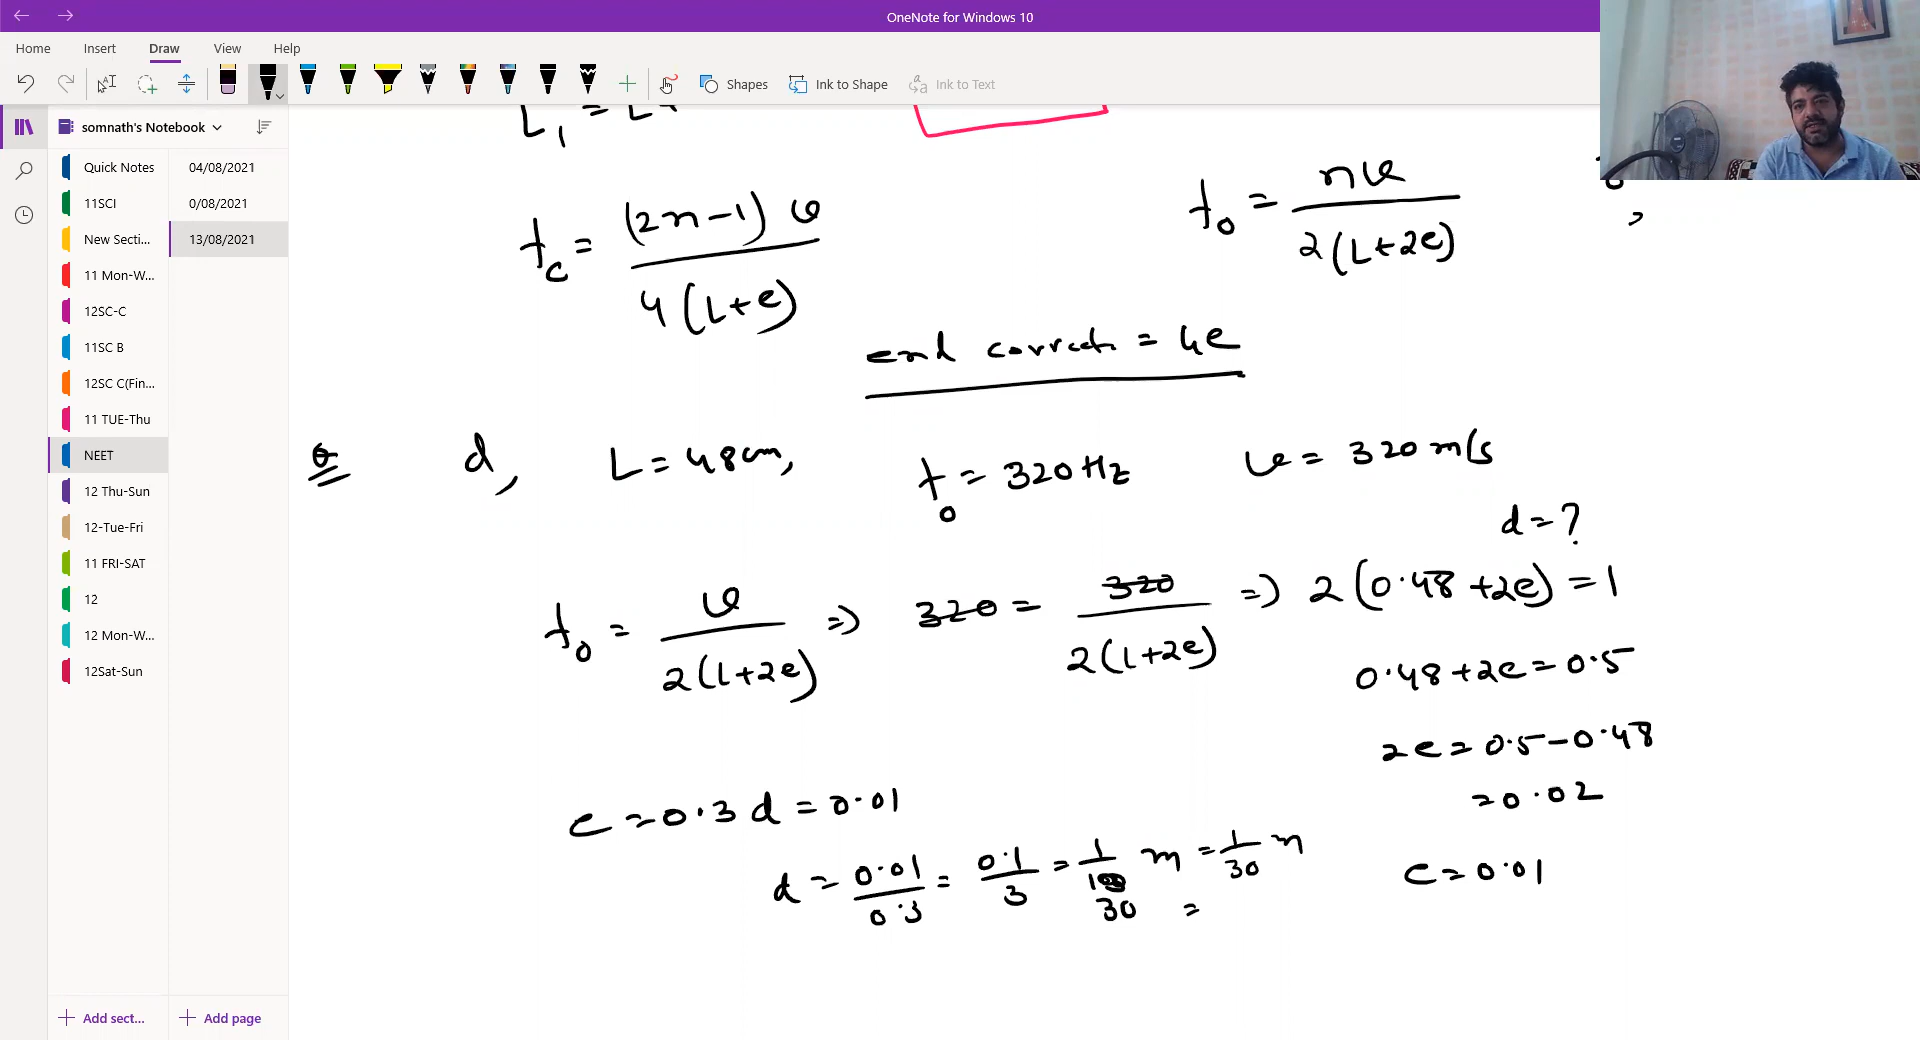 OneNote for Windows 10
Home Insert Draw View Help
Shapes Ink to Shape Ink to Text
somnath's Notebook
Quick Notes
11SCI
New Secti...
11 Mon-W...
12SC-C
11SC B
12SC C(Fin...
11 TUE-Thu
NEET
12 Thu-Sun
12-Tue-Fri
11 FRI-SAT
12
12 Mon-W...
12Sat-Sun
Add sect...
04/08/2021
0/08/2021
13/08/2021
Add page
L₁ = L+
f_c = (2n-1) v / 4(L+e)
f₀ = nv / 2(L+2e)
end correctn = 4e
Q d, L = 48cm, f₀ = 320 Hz v = 320 m/s
d = ?
f₀ = v / 2(L+2e) => 320 = 320 / 2(L+2e) => 2(0.48+2e) = 1
0.48+2e = 0.5
2e = 0.5-0.48
= 0.02
e = 0.01
e = 0.3 d = 0.01
d = 0.01 / 0.3 = 0.1 / 3 = 1 / 30 m = 1 / 30 m
=